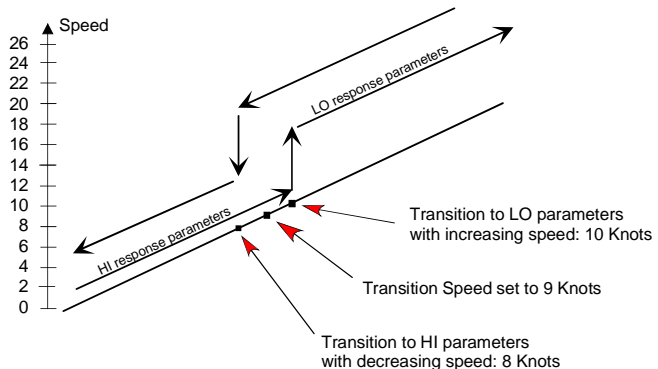 Speed
26
24
22
20
18
16
14
12
10
8
6
4
2
0
LO response parameters
HI response parameters
Transition to LO parameters
with increasing speed: 10 Knots
Transition Speed set to 9 Knots
Transition to HI parameters
with decreasing speed: 8 Knots